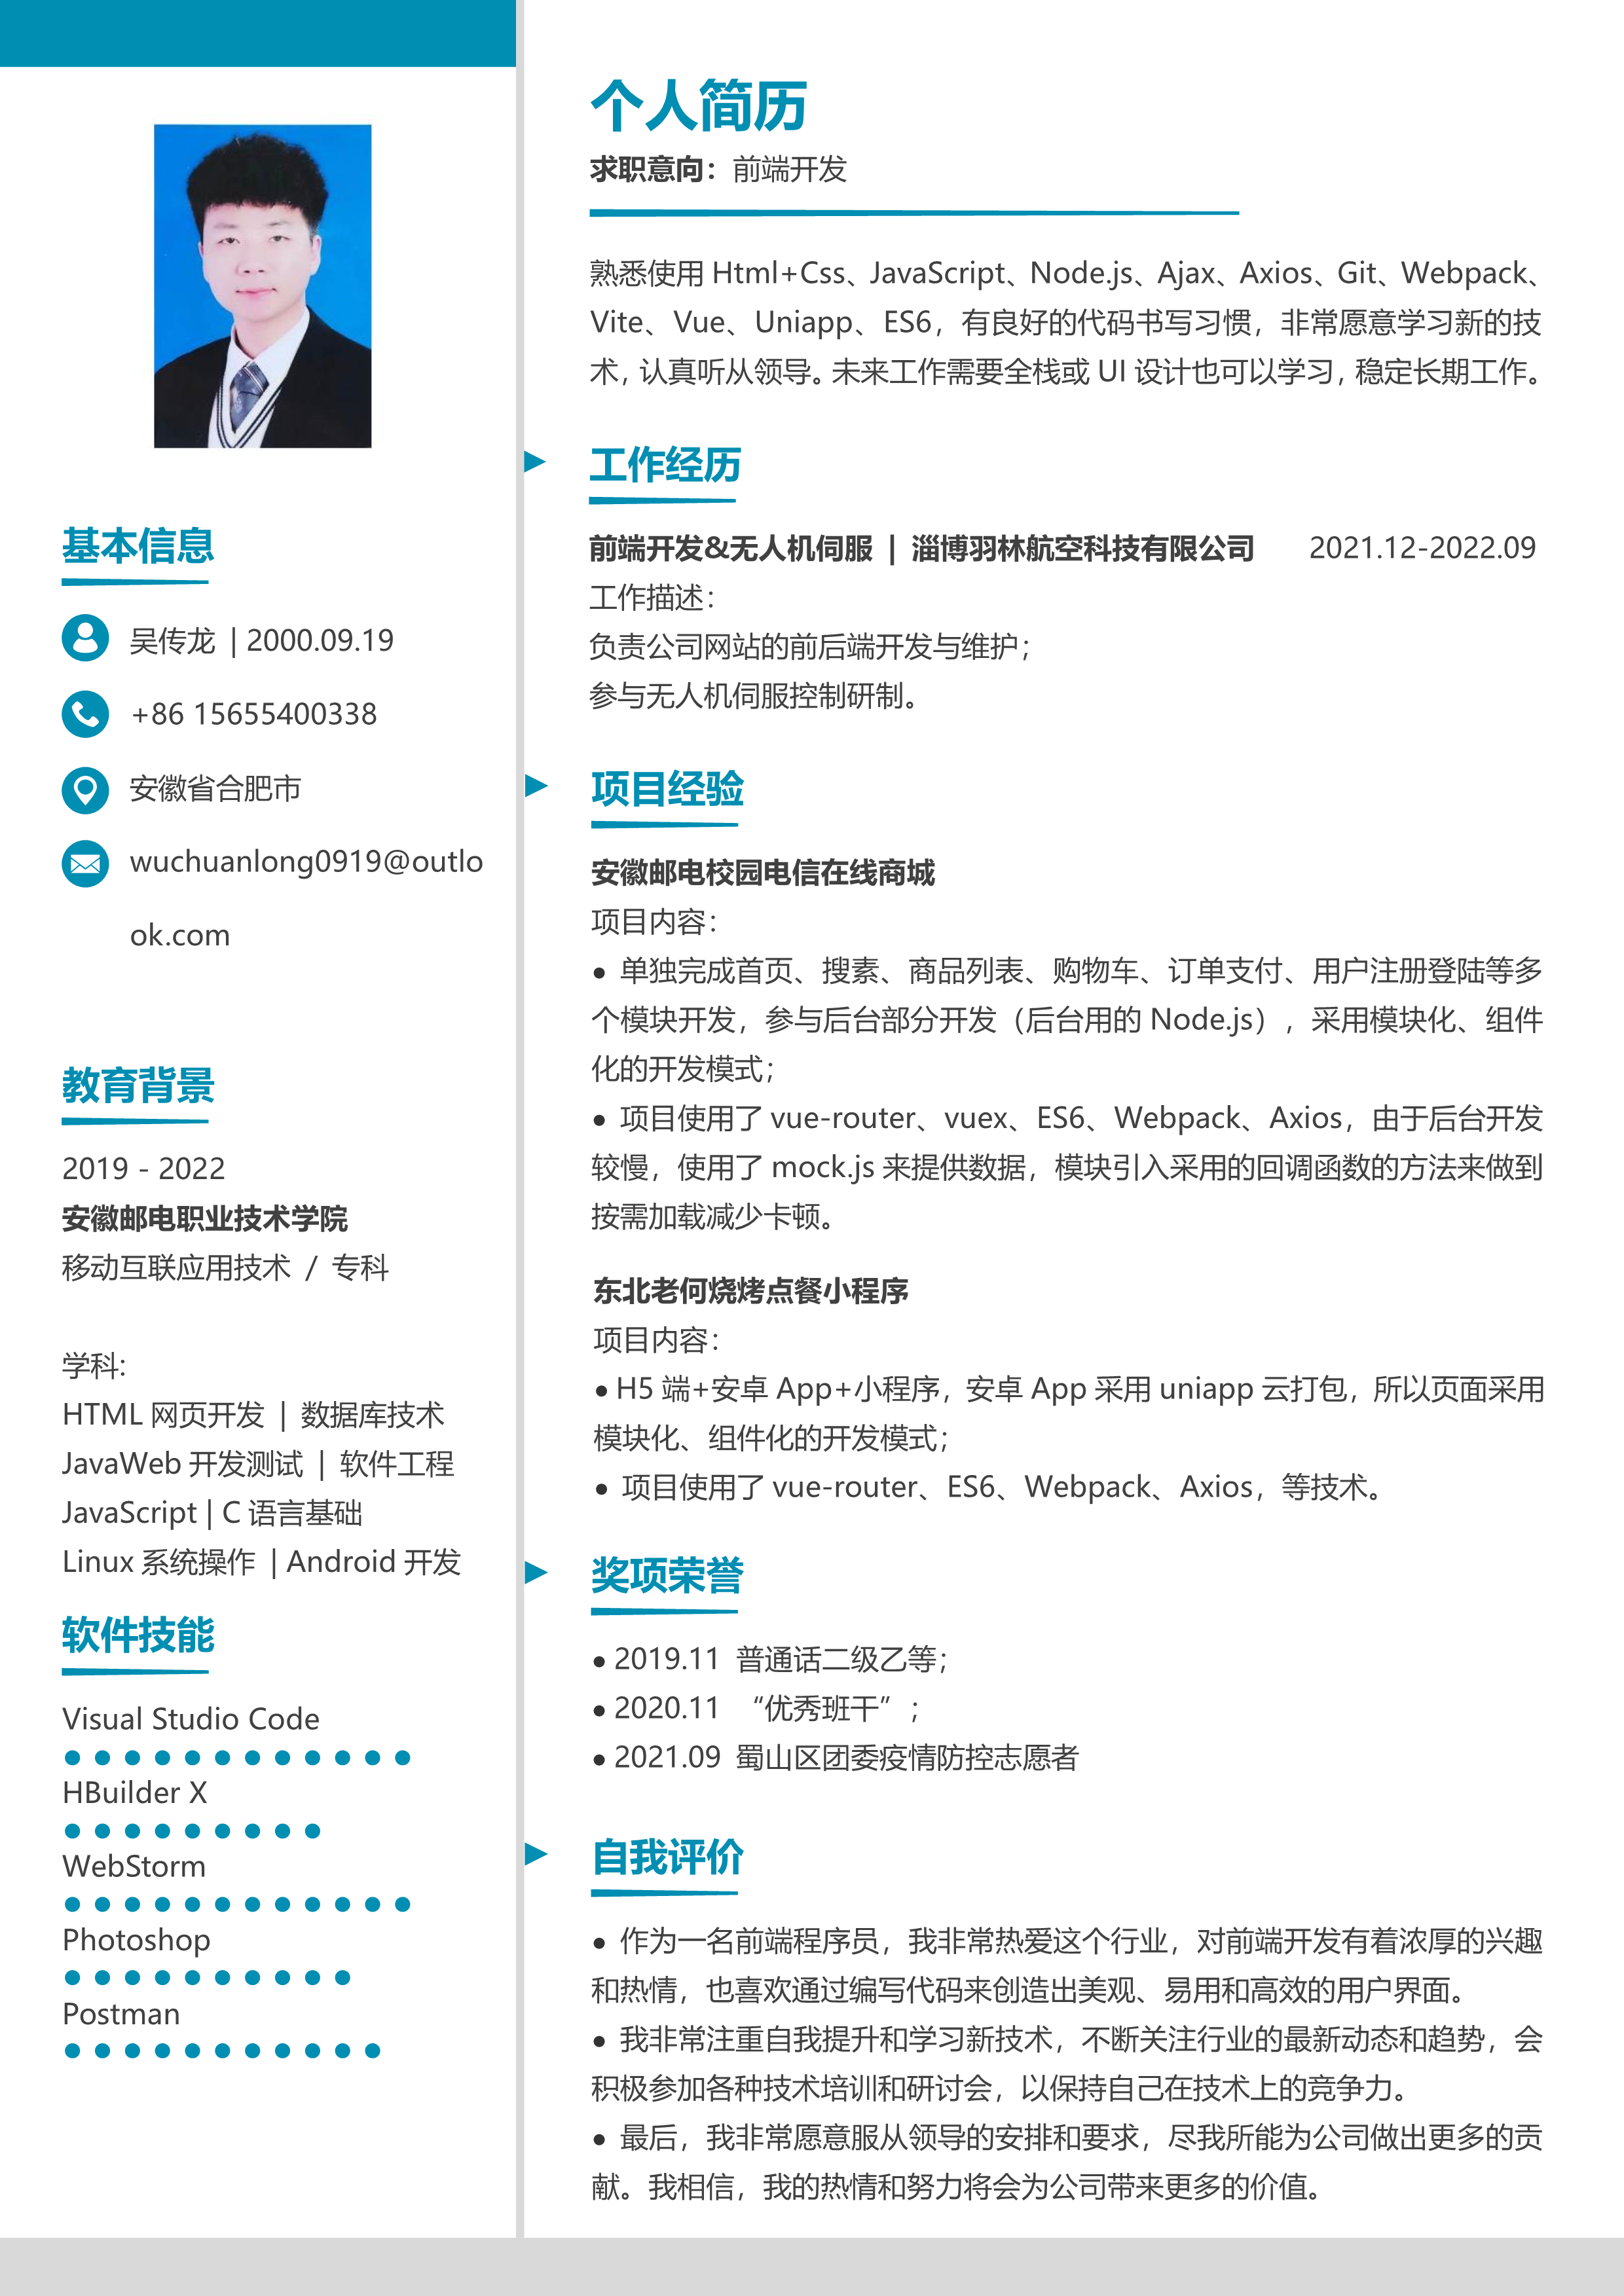 基本信息
吴传龙 | 2000.09.19
+86 15655400338
安徽省合肥市
wuchuanlong0919@outlo
ok.com
教育背景
2019 - 2022
安徽邮电职业技术学院
移动互联应用技术 / 专科
学科:
HTML 网页开发 | 数据库技术
JavaWeb 开发测试 | 软件工程
JavaScript | C 语言基础
Linux 系统操作 | Android 开发
软件技能
Visual Studio Code
HBuilder X
WebStorm
Photoshop
Postman
个人简历
求职意向：前端开发
熟悉使用 Html+Css、JavaScript、Node.js、Ajax、Axios、Git、Webpack、
Vite、Vue、Uniapp、ES6，有良好的代码书写习惯，非常愿意学习新的技
术，认真听从领导。未来工作需要全栈或 UI 设计也可以学习，稳定长期工作。
工作经历
前端开发&无人机伺服 | 淄博羽林航空科技有限公司 2021.12-2022.09
工作描述：
负责公司网站的前后端开发与维护；
参与无人机伺服控制研制。
项目经验
安徽邮电校园电信在线商城
项目内容：
● 单独完成首页、搜素、商品列表、购物车、订单支付、用户注册登陆等多
个模块开发，参与后台部分开发（后台用的 Node.js），采用模块化、组件
化的开发模式；
● 项目使用了 vue-router、vuex、ES6、Webpack、Axios，由于后台开发
较慢，使用了 mock.js 来提供数据，模块引入采用的回调函数的方法来做到
按需加载减少卡顿。
东北老何烧烤点餐小程序
项目内容：
● H5 端+安卓 App+小程序，安卓 App 采用 uniapp 云打包，所以页面采用
模块化、组件化的开发模式；
● 项目使用了 vue-router、ES6、Webpack、Axios，等技术。
奖项荣誉
● 2019.11 普通话二级乙等；
● 2020.11 “优秀班干”；
● 2021.09 蜀山区团委疫情防控志愿者
自我评价
● 作为一名前端程序员，我非常热爱这个行业，对前端开发有着浓厚的兴趣
和热情，也喜欢通过编写代码来创造出美观、易用和高效的用户界面。
● 我非常注重自我提升和学习新技术，不断关注行业的最新动态和趋势，会
积极参加各种技术培训和研讨会，以保持自己在技术上的竞争力。
● 最后，我非常愿意服从领导的安排和要求，尽我所能为公司做出更多的贡
献。我相信，我的热情和努力将会为公司带来更多的价值。